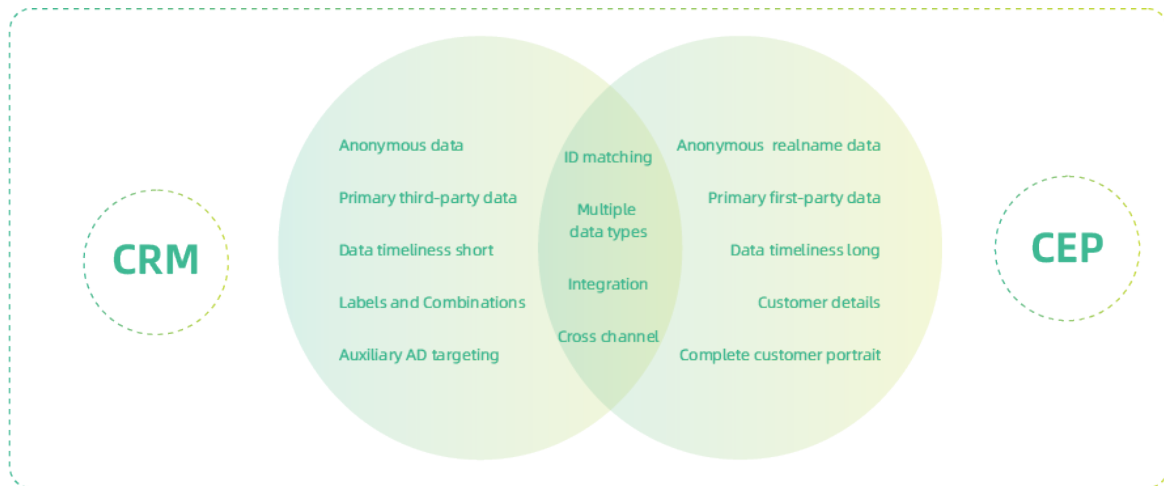 CRM
Anonymous data
Primary third-party data
Data timeliness short
Labels and Combinations
Auxiliary AD targeting
ID matching
Multiple
data types
Integration
Cross channel
Anonymous realname data
Primary first-party data
Data timeliness long
Customer details
Complete customer portrait
CEP